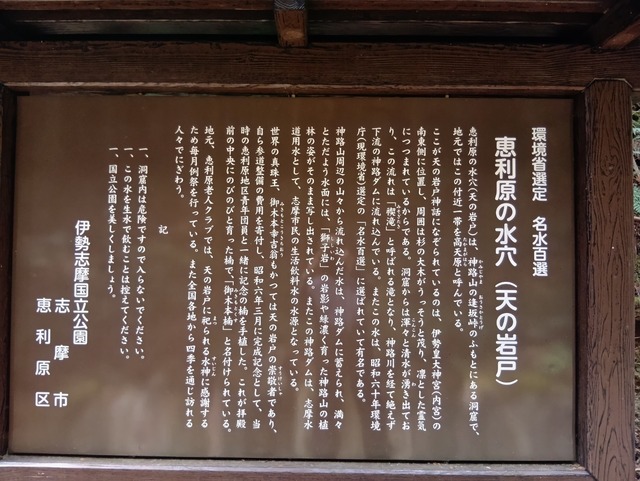 環境省選定　名水百選
恵利原の水穴（天の岩戸）
恵利原の水穴（天の岩戸）は、神路山の逢坂峠のふもとにある洞窟で、
地元ではこの付近一帯を高天原と呼んでいる。
ここが天の岩戸神話になぞられているのは、伊勢皇大神宮（内宮）の
南東側に位置し、周囲は杉の大木がうっそうと茂り、凛とした霊気
につつまれているからである。洞窟からは渾々と清水が湧き出てお
り、この流れは「禊滝」と呼ばれる滝となり、神路川を経て絶えず
下流の神路ダムに流れ込んでいる。またこの水は、昭和六十年環境
庁（現環境省）選定の「名水百選」に選ばれていて有名である。
神路山周辺の山々から流れ込んだ水は、神路ダムに蓄えられ、満々
とただよう水面には、「獅子岩」の岩影や緑濃く育った神路山の植
林の姿がそのまま写し出されている。またこの神路ダムは、志摩水
道用水として、志摩市民の生活飲料水の水源となっている。
世界の真珠王、御木本幸吉翁もかつては天の岩戸の崇敬者であり、
自ら参道整備の費用を寄付し、昭和六年三月に完成記念として、当
時の恵利原地区青年団員と一緒に記念の楠を手植した。これが拝殿
前の中央にのびのびと育った楠で、「御木本楠」と名付けられている。
地元、恵利原老人クラブでは、天の岩戸に祀られる水神に感謝する
ため毎月例祭を行っている。また全国各地から四季を通じ訪れる
人々でにぎわう。
記
一、洞窟内は危険ですので入らないでください。
一、この水を生水で飲むことは控えてください。
一、国立公園を美しくしましょう。
伊勢志摩国立公園
志摩市
恵利原区